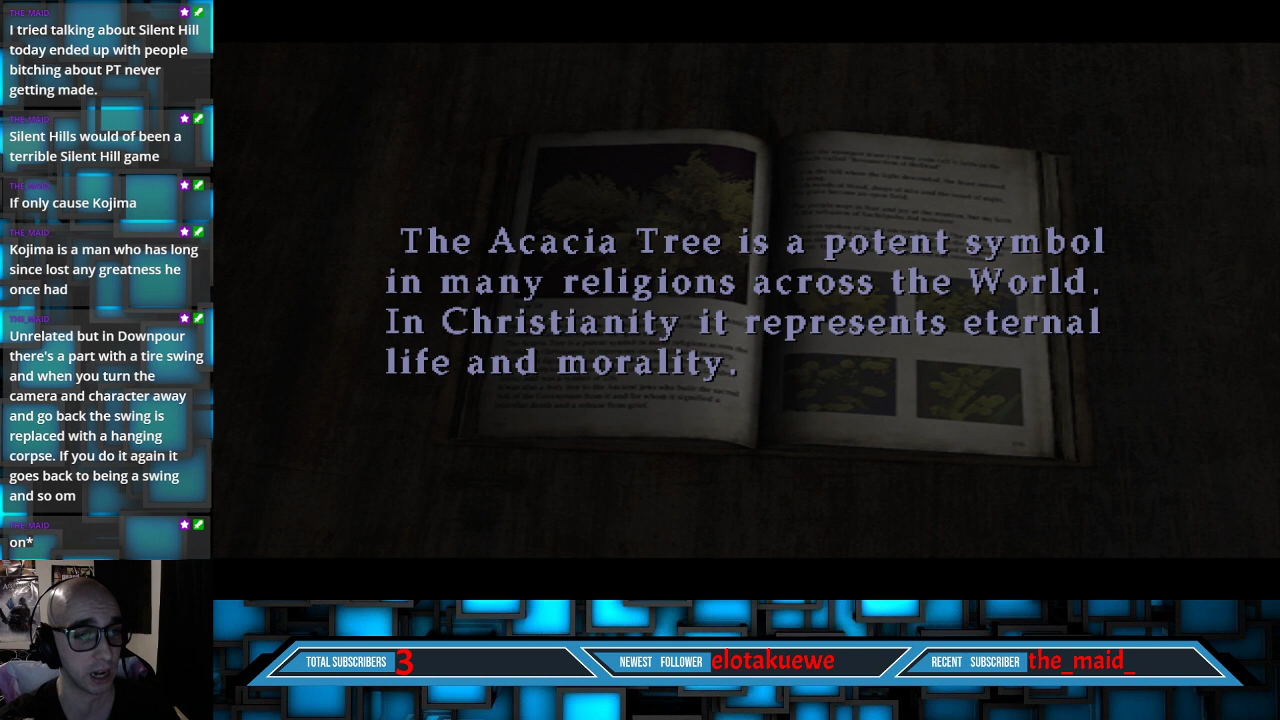 THE_MAID
I tried talking about Silent Hill
today ended up with people
bitching about PT never
getting made.
THE_MAID
Silent Hills would of been a
terrible Silent Hill game
THE_MAID
If only cause Kojima
THE_MAID
Kojima is a man who has long
since lost any greatness he
once had
THE_MAID
Unrelated but in Downpour
there's a part with a tire swing
and when you turn the
camera and character away
and go back the swing is
replaced with a hanging
corpse. If you do it again it
goes back to being a swing
and so om
THE_MAID
on*
The Acacia Tree is a potent symbol
in many religions across the World.
In Christianity it represents eternal
life and morality.
TOTAL SUBSCRIBERS 3
NEWEST FOLLOWER elotakuewe
RECENT SUBSCRIBER the_maid_